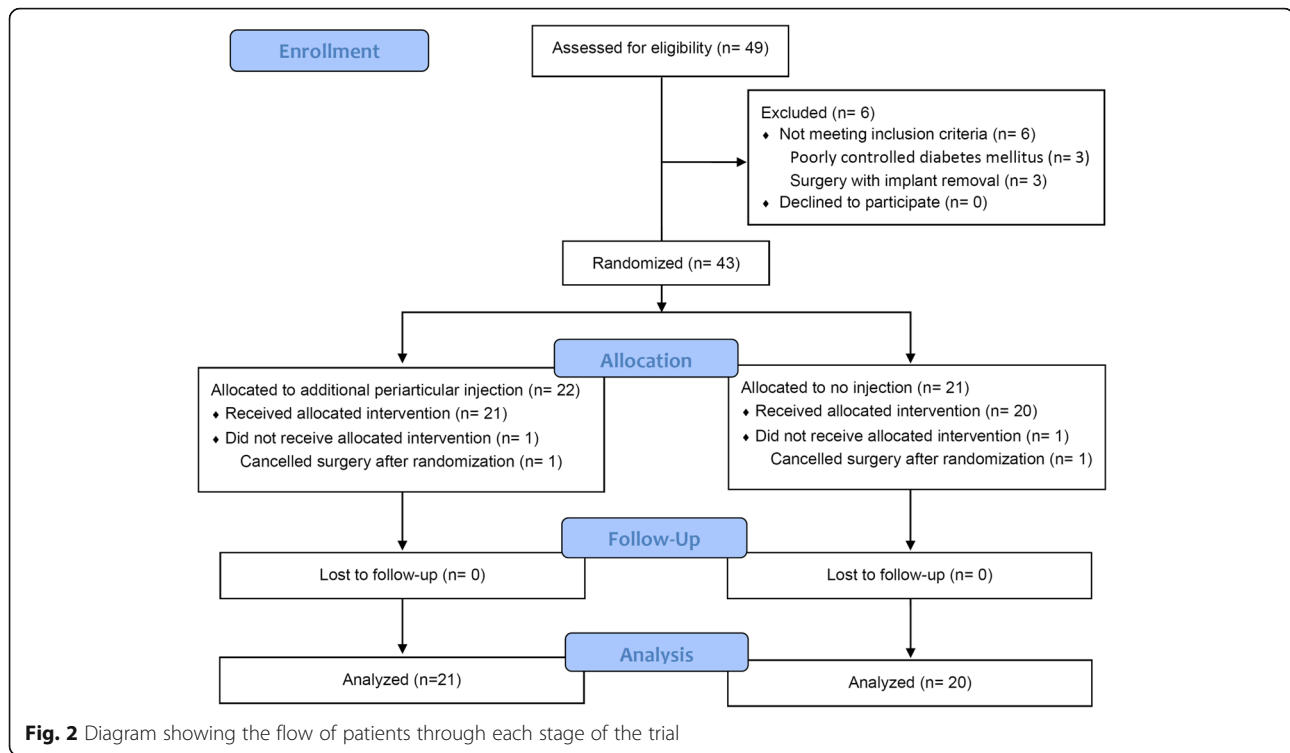 Enrollment
Assessed for eligibility (n= 49)
Excluded (n= 6)
♦ Not meeting inclusion criteria (n= 6)
Poorly controlled diabetes mellitus (n= 3)
Surgery with implant removal (n= 3)
♦ Declined to participate (n= 0)
Randomized (n= 43)
Allocation
Allocated to additional periarticular injection (n= 22)
♦ Received allocated intervention (n= 21)
♦ Did not receive allocated intervention (n= 1)
Cancelled surgery after randomization (n= 1)
Allocated to no injection (n= 21)
♦ Received allocated intervention (n= 20)
♦ Did not receive allocated intervention (n= 1)
Cancelled surgery after randomization (n= 1)
Follow-Up
Lost to follow-up (n= 0)
Lost to follow-up (n= 0)
Analysis
Analyzed (n=21)
Analyzed (n= 20)
Fig. 2 Diagram showing the flow of patients through each stage of the trial